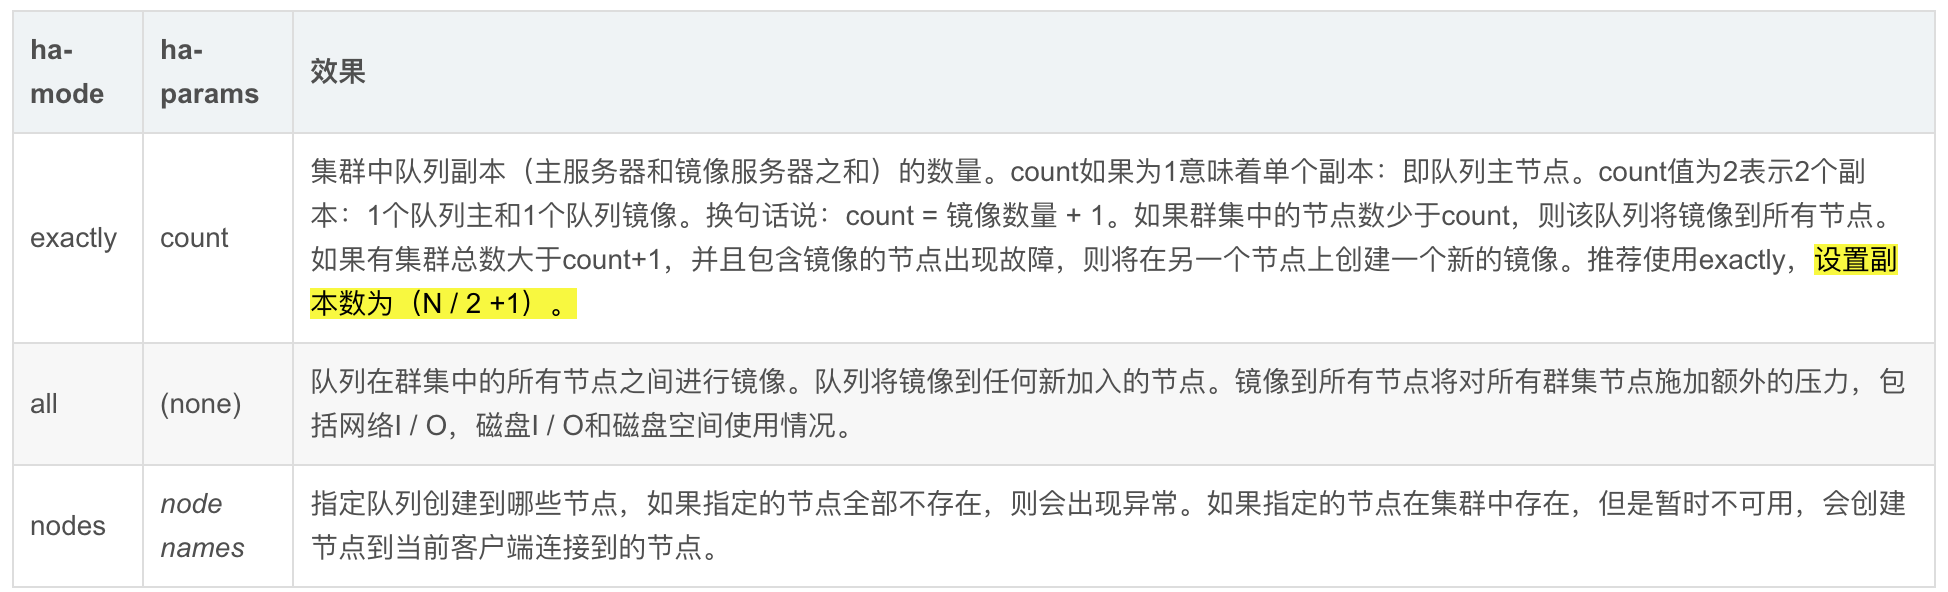 ha-
mode
ha-
params
效果
exactly
count
集群中队列副本（主服务器和镜像服务器之和）的数量。count如果为1意味着单个副本：即队列主节点。count值为2表示2个副
本：1个队列主和1个队列镜像。换句话说：count = 镜像数量 + 1。如果群集中的节点数少于count，则该队列将镜像到所有节点。
如果有集群总数大于count+1，并且包含镜像的节点出现故障，则将在另一个节点上创建一个新的镜像。推荐使用exactly，设置副
本数为（N / 2 +1）。
all
(none)
队列在群集中的所有节点之间进行镜像。队列将镜像到任何新加入的节点。镜像到所有节点将对所有群集节点施加额外的压力，包
括网络I / O，磁盘I / O和磁盘空间使用情况。
nodes
node
names
指定队列创建到哪些节点，如果指定的节点全部不存在，则会出现异常。如果指定的节点在集群中存在，但是暂时不可用，会创建
节点到当前客户端连接到的节点。